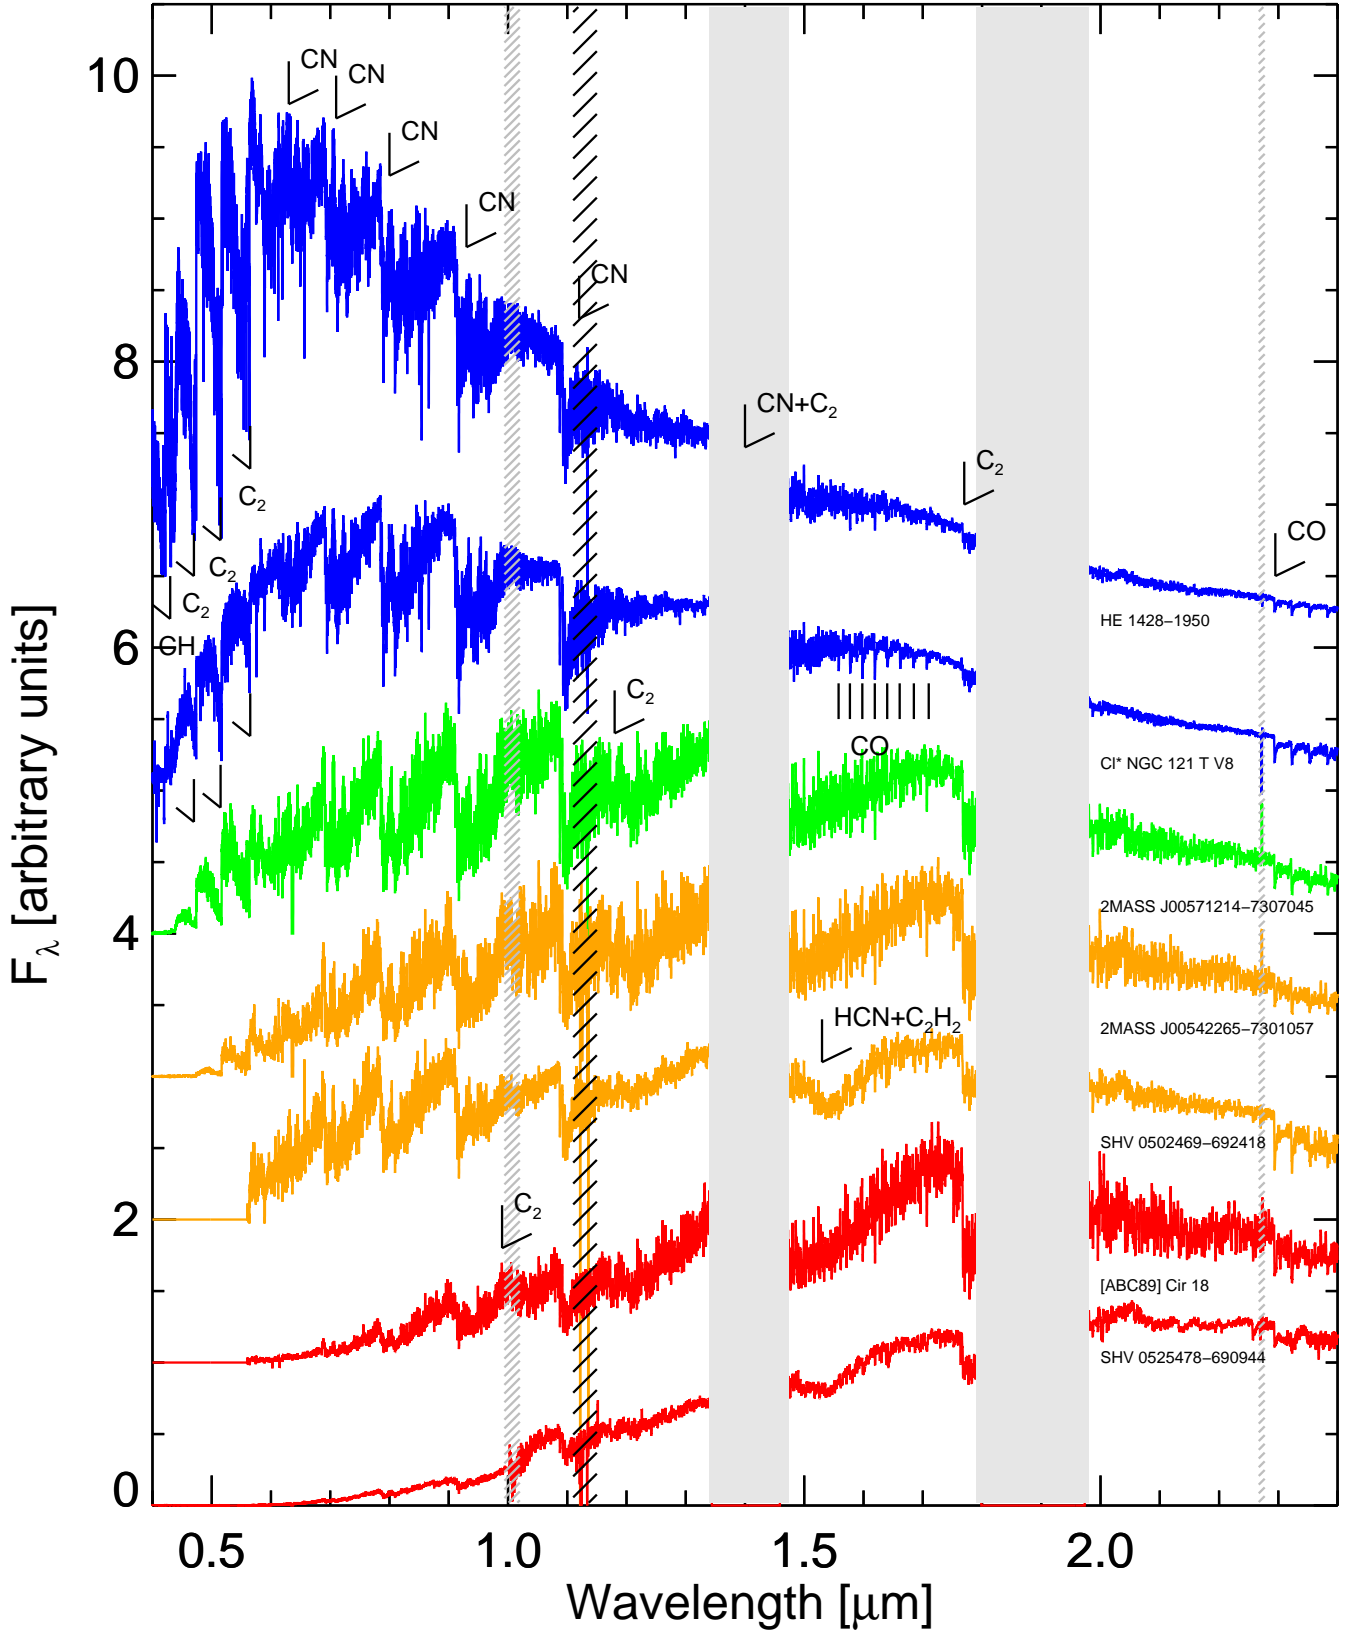 CN
10
CN
CN
CN
CN
8
CN+C₂
C₂
C₂
CO
C₂
C₂
HE 1428−1950
CH
6
C₂
CO
Cl* NGC 121 T V8
2MASS J00571214−7307045
4
HCN+C₂H₂
2MASS J00542265−7301057
SHV 0502469−692418
C₂
2
[ABC89] Cir 18
SHV 0525478−690944
0
0.5 1.0 1.5 2.0
Wavelength [μm]
F_λ [arbitrary units]